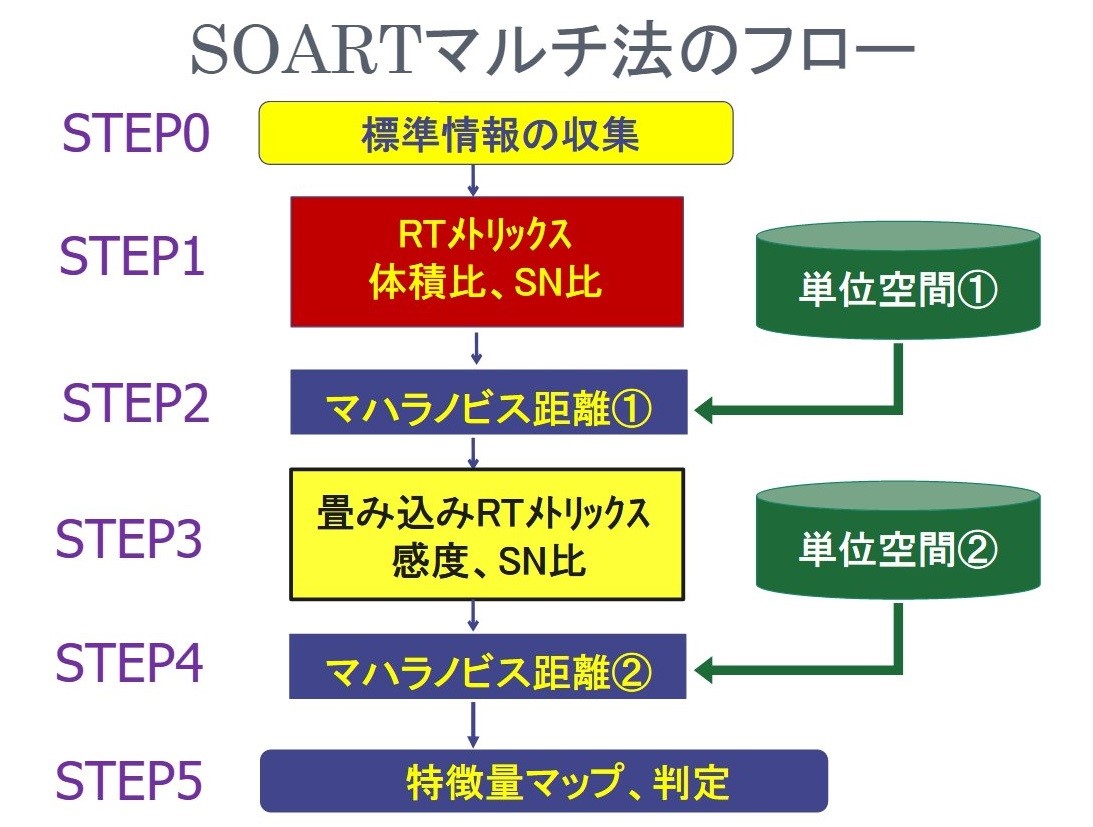 SOARTマルチ法のフロー
STEP0
標準情報の収集
STEP1
RTメトリックス
体積比、SN比
単位空間①
STEP2
マハラノビス距離①
STEP3
畳み込みRTメトリックス
感度、SN比
単位空間②
STEP4
マハラノビス距離②
STEP5
特徴量マップ、判定